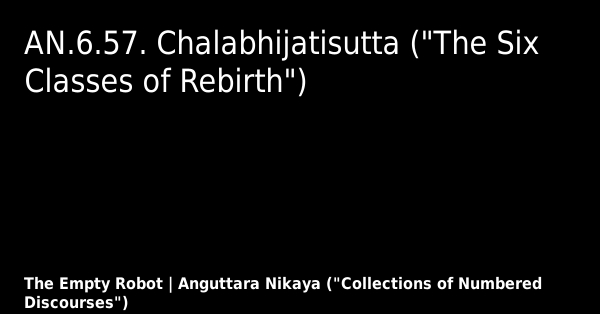 AN.6.57. Chalabhijatisutta ("The Six
Classes of Rebirth")
The Empty Robot | Anguttara Nikaya ("Collections of Numbered
Discourses")